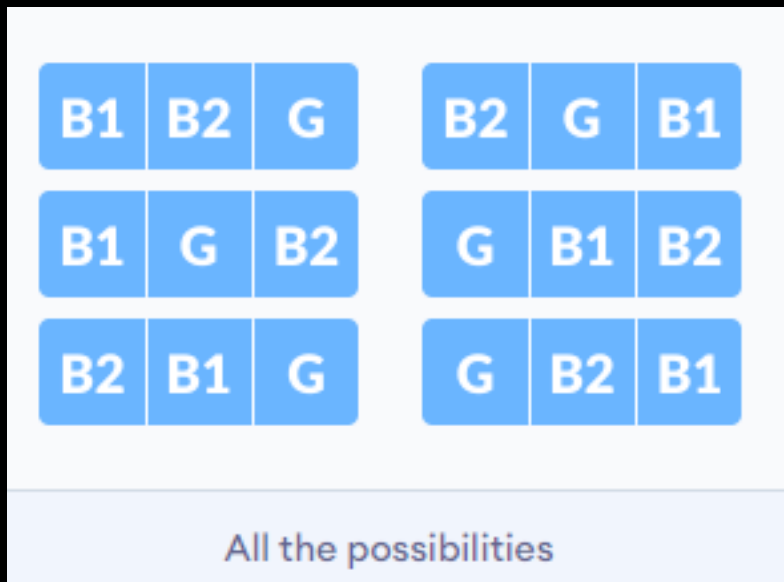 B1 B2 G
B1 G B2
B2 B1 G
B2 G B1
G B1 B2
G B2 B1
All the possibilities